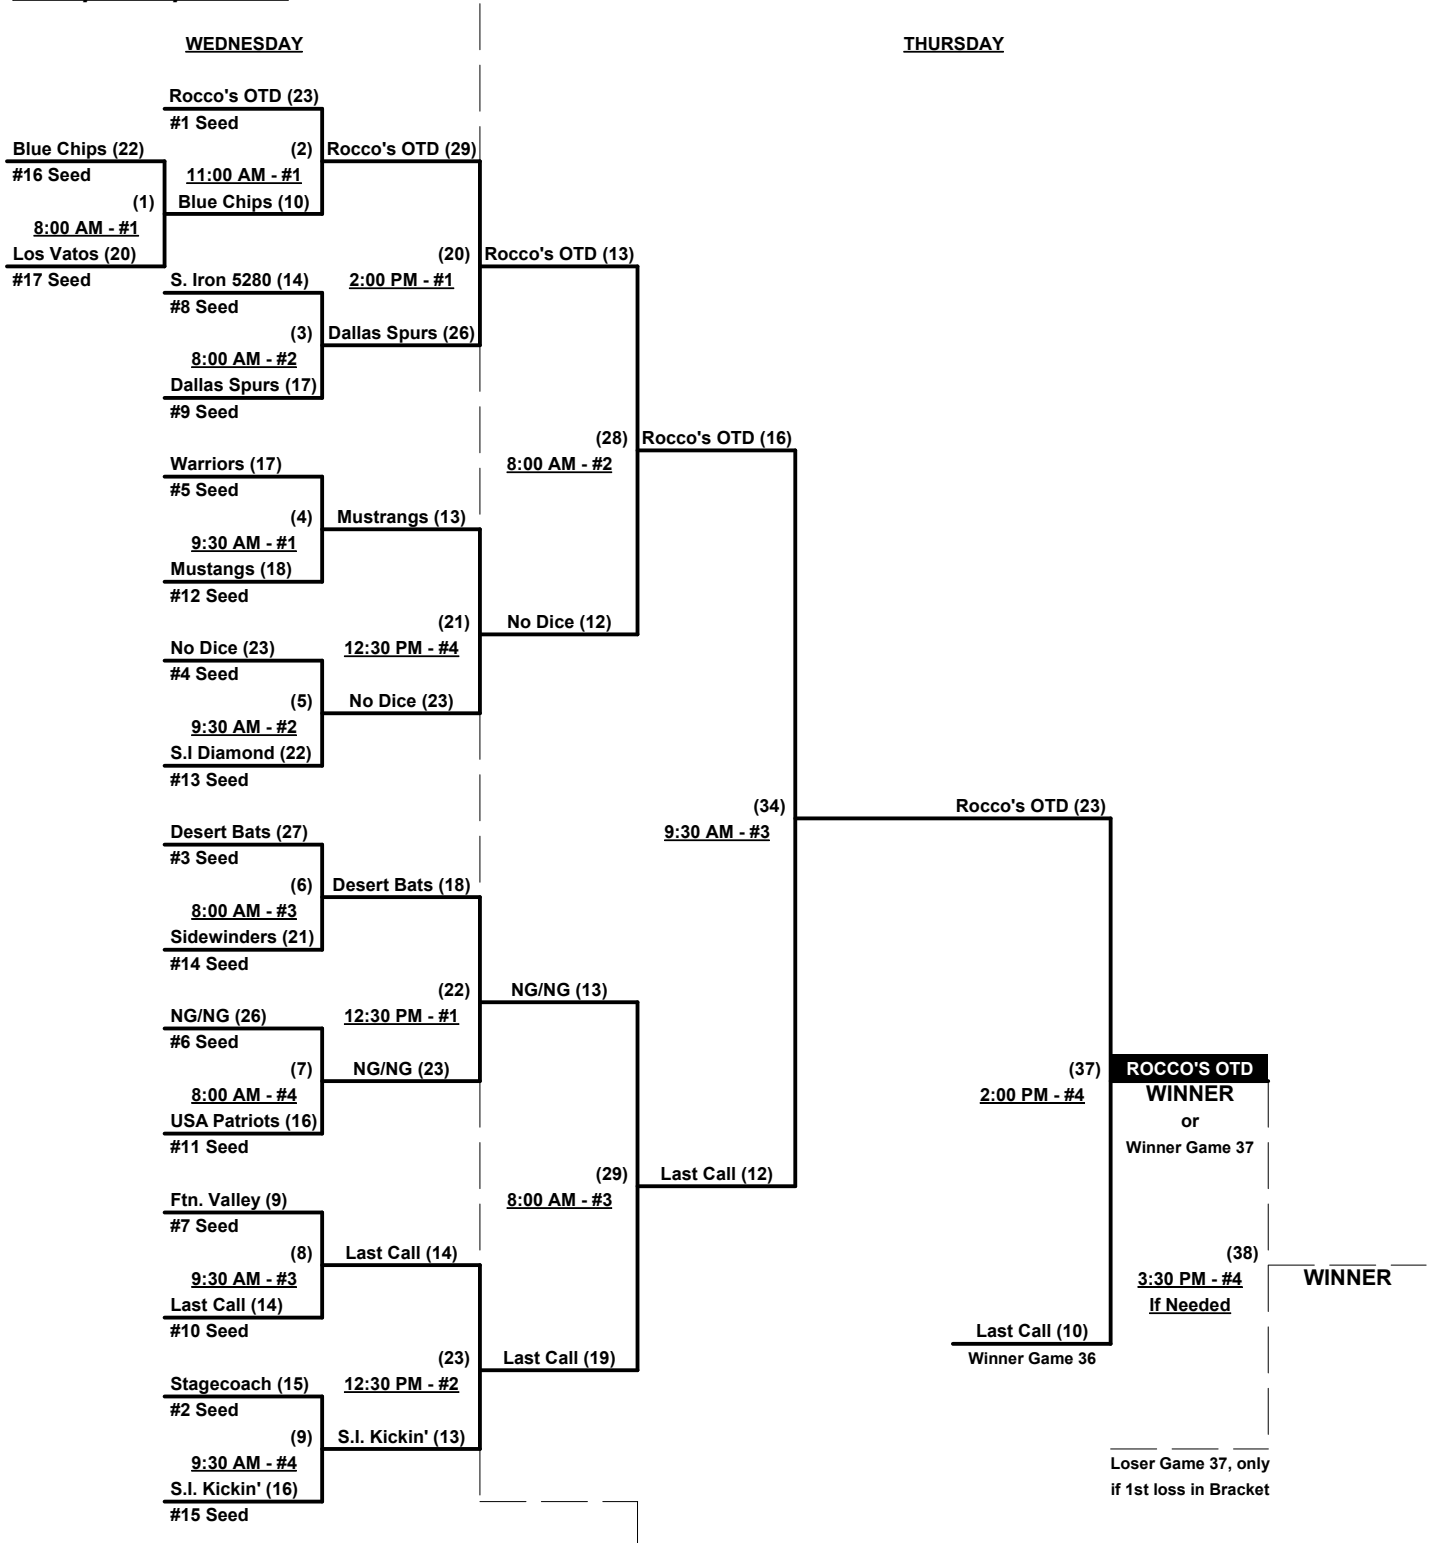 WEDNESDAY
THURSDAY
Rocco's OTD (23)
#1 Seed
Blue Chips (22)
(2)
Rocco's OTD (29)
#16 Seed
11:00 AM - #1
(1)
Blue Chips (10)
8:00 AM - #1
Los Vatos (20)
(20)
Rocco's OTD (13)
#17 Seed
S. Iron 5280 (14)
2:00 PM - #1
#8 Seed
(3)
Dallas Spurs (26)
8:00 AM - #2
Dallas Spurs (17)
#9 Seed
(28)
Rocco's OTD (16)
Warriors (17)
8:00 AM - #2
#5 Seed
(4)
Mustrangs (13)
9:30 AM - #1
Mustangs (18)
#12 Seed
(21)
No Dice (12)
No Dice (23)
12:30 PM - #4
#4 Seed
(5)
No Dice (23)
9:30 AM - #2
S.I Diamond (22)
#13 Seed
(34)
Rocco's OTD (23)
Desert Bats (27)
9:30 AM - #3
#3 Seed
(6)
Desert Bats (18)
8:00 AM - #3
Sidewinders (21)
#14 Seed
(22)
NG/NG (13)
NG/NG (26)
12:30 PM - #1
#6 Seed
(7)
NG/NG (23)
(37)
ROCCO'S OTD
8:00 AM - #4
2:00 PM - #4
WINNER
USA Patriots (16)
or
#11 Seed
Winner Game 37
(29)
Last Call (12)
Ftn. Valley (9)
8:00 AM - #3
#7 Seed
(8)
Last Call (14)
(38)
9:30 AM - #3
3:30 PM - #4
WINNER
Last Call (14)
If Needed
#10 Seed
Last Call (10)
(23)
Last Call (19)
Winner Game 36
Stagecoach (15)
12:30 PM - #2
#2 Seed
(9)
S.I. Kickin' (13)
9:30 AM - #4
Loser Game 37, only
S.I. Kickin' (16)
if 1st loss in Bracket
#15 Seed